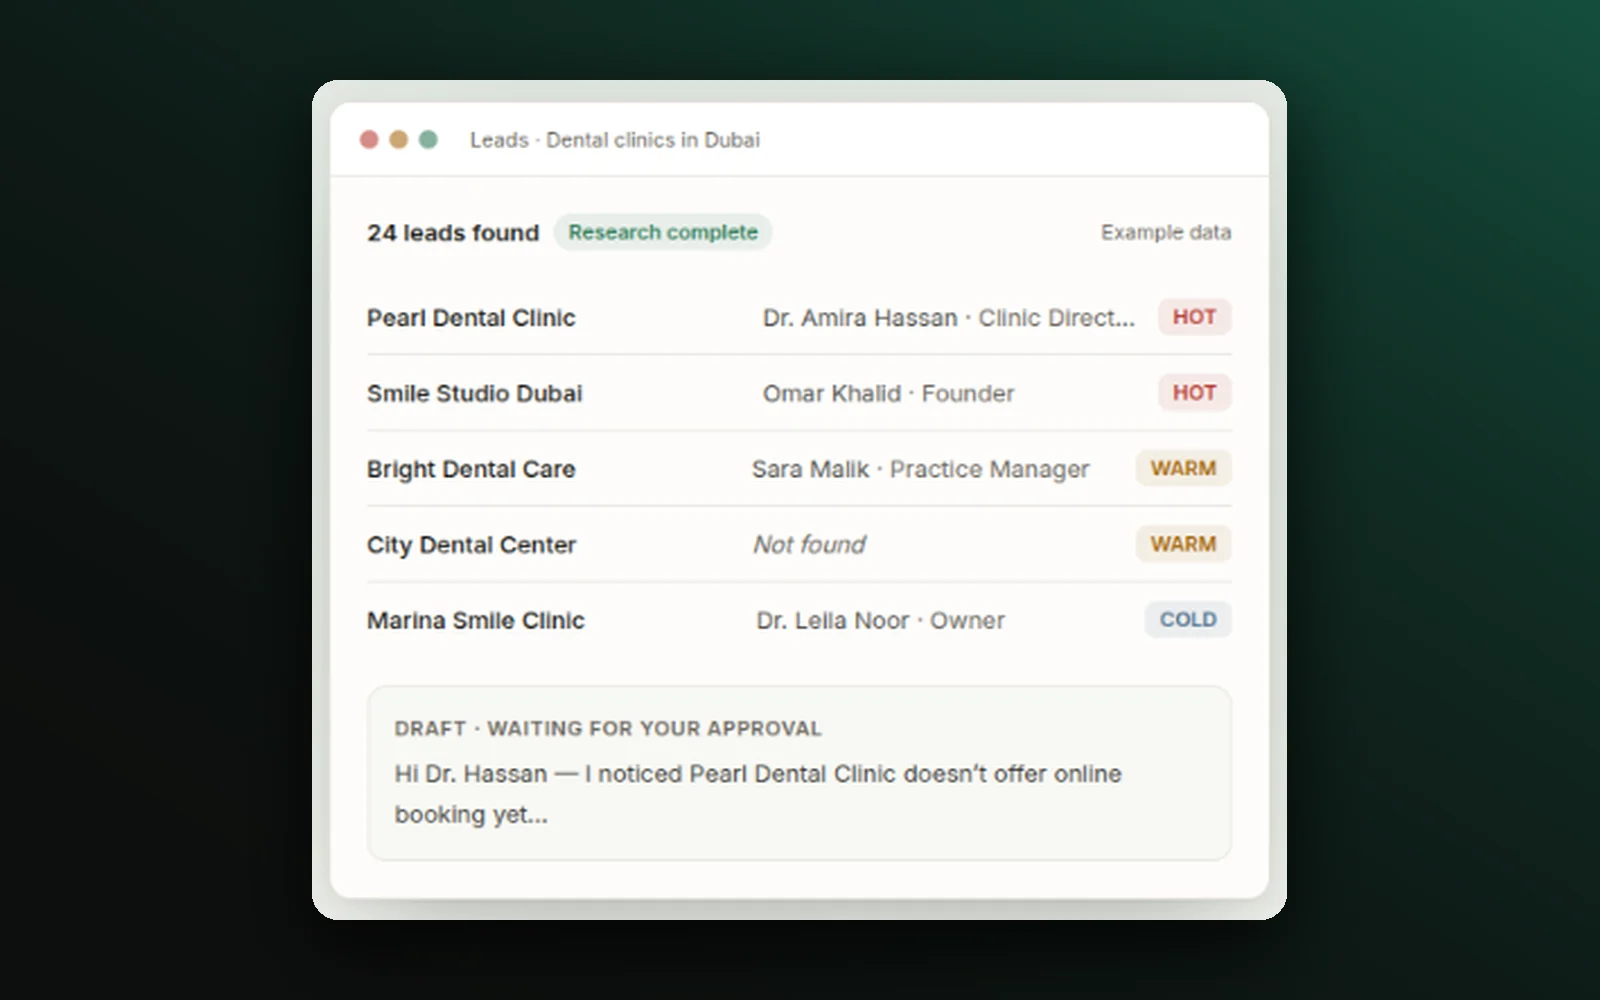 Leads · Dental clinics in Dubai
24 leads found Research complete Example data
Pearl Dental Clinic Dr. Amira Hassan · Clinic Direct... HOT
Smile Studio Dubai Omar Khalid · Founder HOT
Bright Dental Care Sara Malik · Practice Manager WARM
City Dental Center Not found WARM
Marina Smile Clinic Dr. Leila Noor · Owner COLD
DRAFT · WAITING FOR YOUR APPROVAL
Hi Dr. Hassan — I noticed Pearl Dental Clinic doesn’t offer online
booking yet...